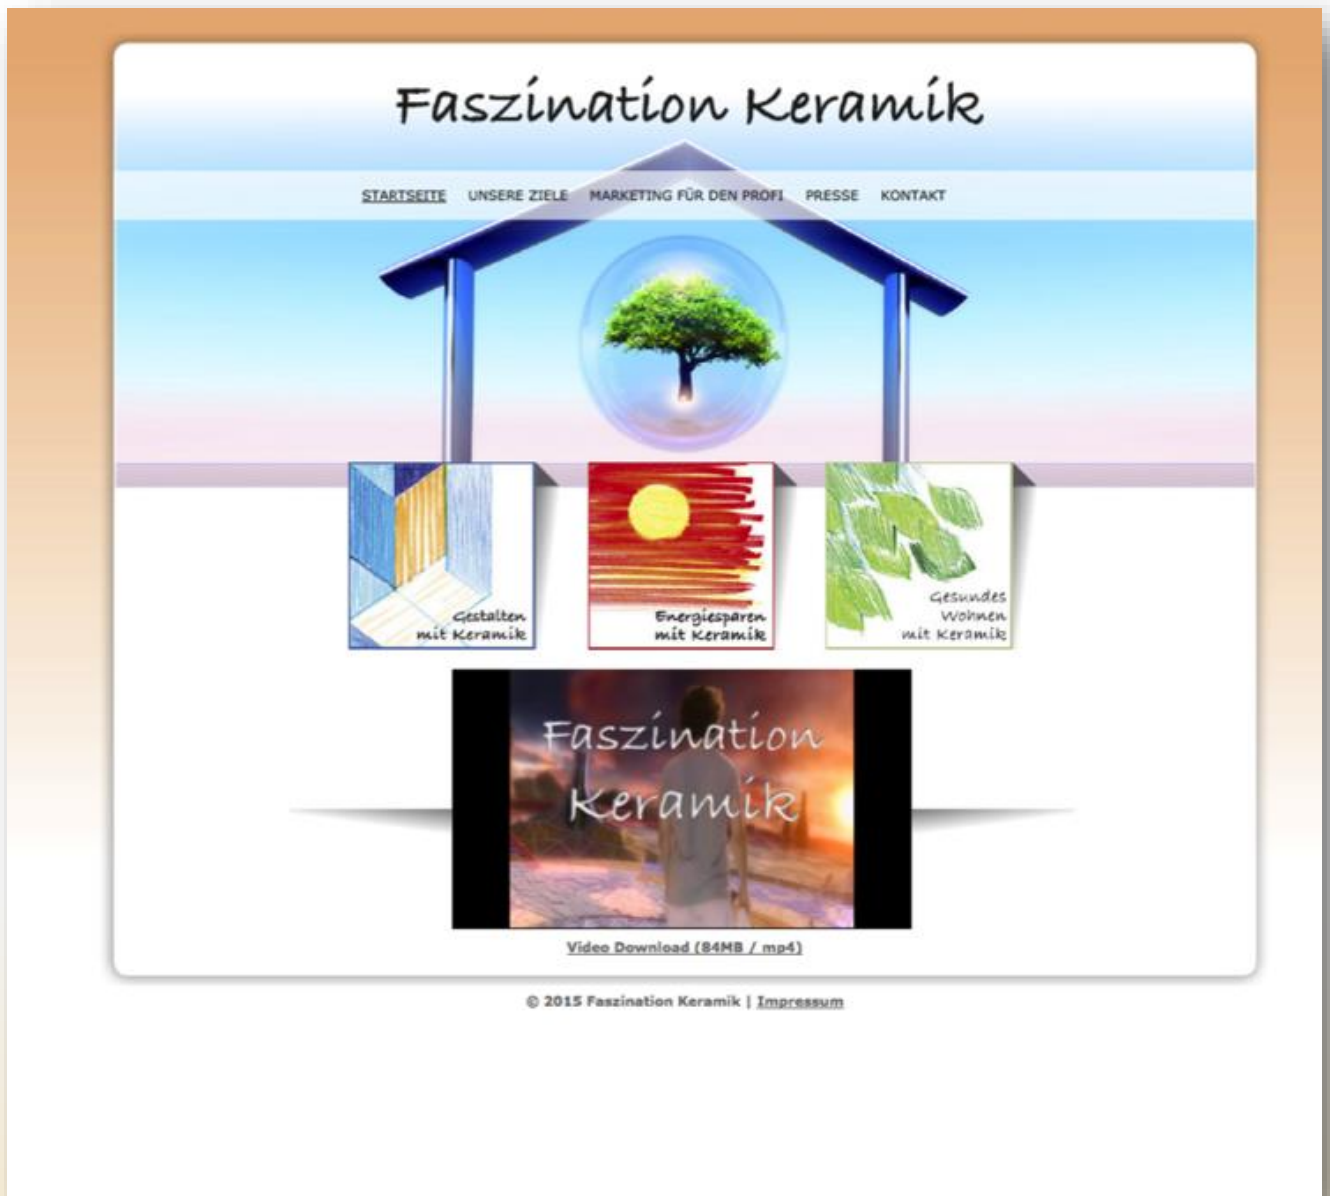 Faszination Keramik
STARTSEITE UNSERE ZIELE MARKETING FÜR DEN PROFI PRESSE KONTAKT
Gestalten
mit Keramik
Energiesparen
mit Keramik
Gesundes
Wohnen
mit Keramik
Faszination
Keramik
Video Download (84MB / mp4)
© 2015 Faszination Keramik | Impressum